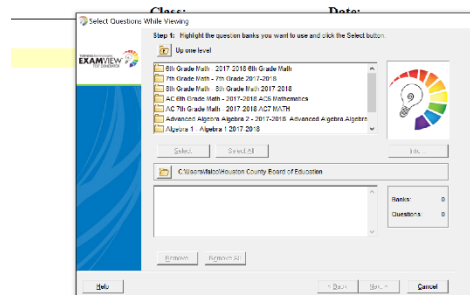 Class:
Date:
Select Questions While Viewing
Step 1: Highlight the question banks you want to use and click the Select button.
Up one level
EXAMVIEW
6th Grade Math - 2017-2018 6th Grade Math
7th Grade Math - 7th Grade 2017-2018
8th Grade Math - 8th Grade Math 2017-2018
AC 6th Grade Math - 2017-2018 AC6 Mathematics
AC 7th Grade Math - 2017-2018 AC7 MATH
Advanced Algebra Algebra 2 - 2017-2018 Advanced Algebra Algebra
Algebra 1 - Algebra 1 2017-2018
Select
Select All
Info...
Houston County Board of Education
Banks: 0
Questions: 0
Remove
Remove All
Help
< Back
Next >
Cancel